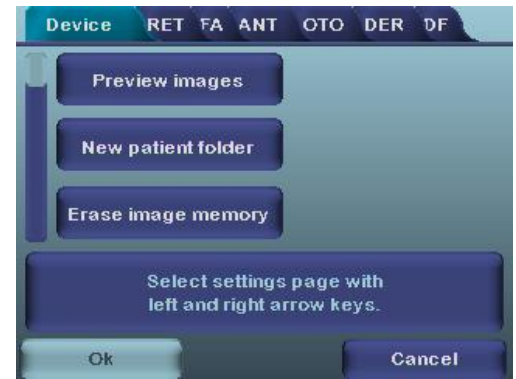 Device RET FA ANT OTO DER DF
Preview images
New patient folder
Erase image memory
Select settings page with
left and right arrow keys.
Ok Cancel